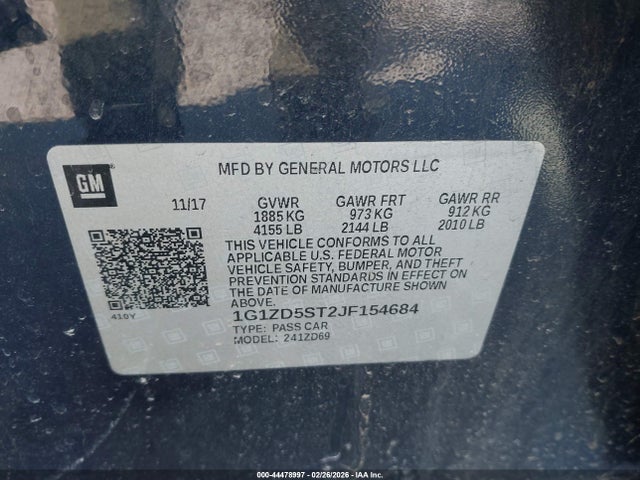 GM
MFD BY GENERAL MOTORS LLC
11/17 GVWR GAWR FRT GAWR RR
1885 KG 973 KG 912 KG
4155 LB 2144 LB 2010 LB
THIS VEHICLE CONFORMS TO ALL
APPLICABLE U.S. FEDERAL MOTOR
VEHICLE SAFETY, BUMPER, AND THEFT
PREVENTION STANDARDS IN EFFECT ON
THE DATE OF MANUFACTURE SHOWN
ABOVE.
410Y
1G1ZD5ST2JF154684
TYPE: PASS CAR
MODEL: 241ZD69
000-44478997 - 02/26/2026 - IAA Inc.